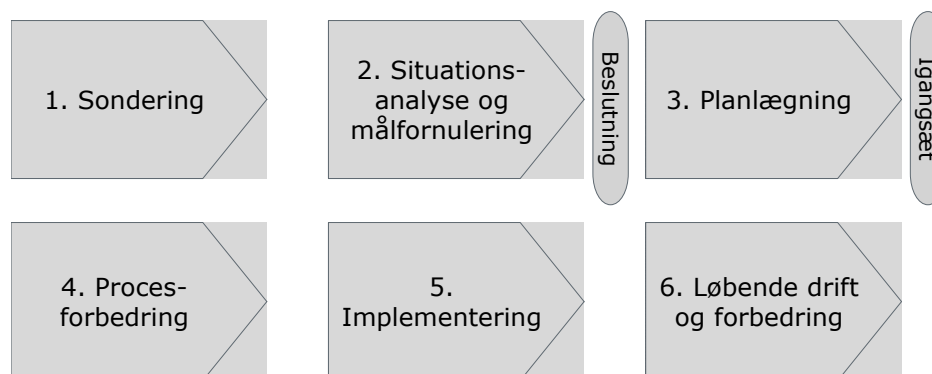 1. Sondering
2. Situations-
analyse og
målfornulering
Beslutning
3. Planlægning
Igangsæt
4. Proces-
forbedring
5.
Implementering
6. Løbende drift
og forbedring